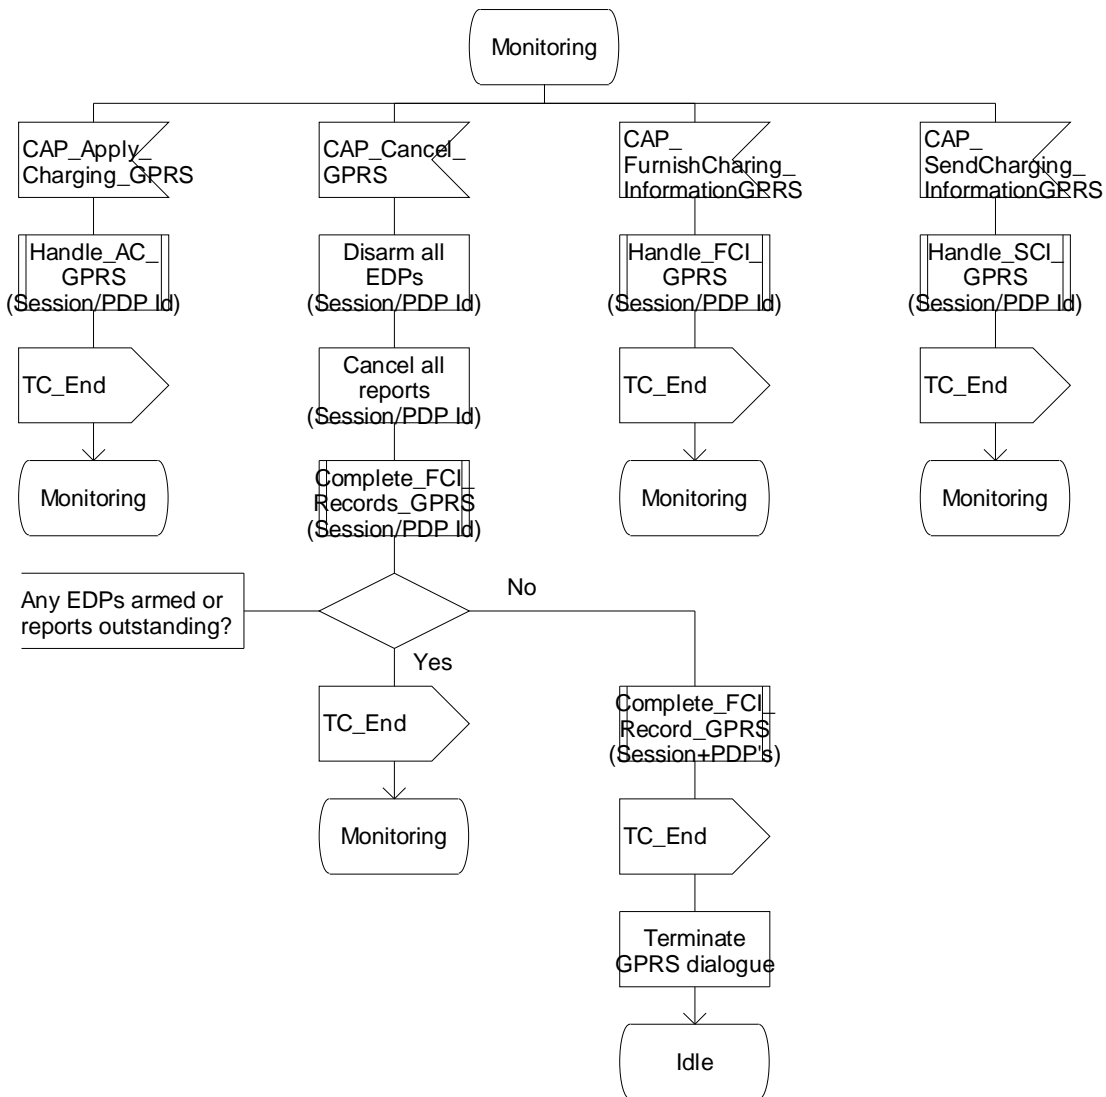 Monitoring
CAP_Apply_
Charging_GPRS
CAP_Cancel_
GPRS
CAP_
FurnishCharing_
InformationGPRS
CAP_
SendCharging_
InformationGPRS
Handle_AC_
GPRS
(Session/PDP Id)
Disarm all
EDPs
(Session/PDP Id)
Handle_FCI_
GPRS
(Session/PDP Id)
Handle_SCI_
GPRS
(Session/PDP Id)
TC_End
Cancel all
reports
(Session/PDP Id)
TC_End
TC_End
Monitoring
Complete_FCI_
Records_GPRS
(Session/PDP Id)
Monitoring
Monitoring
Any EDPs armed or
reports outstanding?
No
Yes
TC_End
Complete_FCI_
Record_GPRS
(Session+PDP's)
Monitoring
TC_End
Terminate
GPRS dialogue
Idle